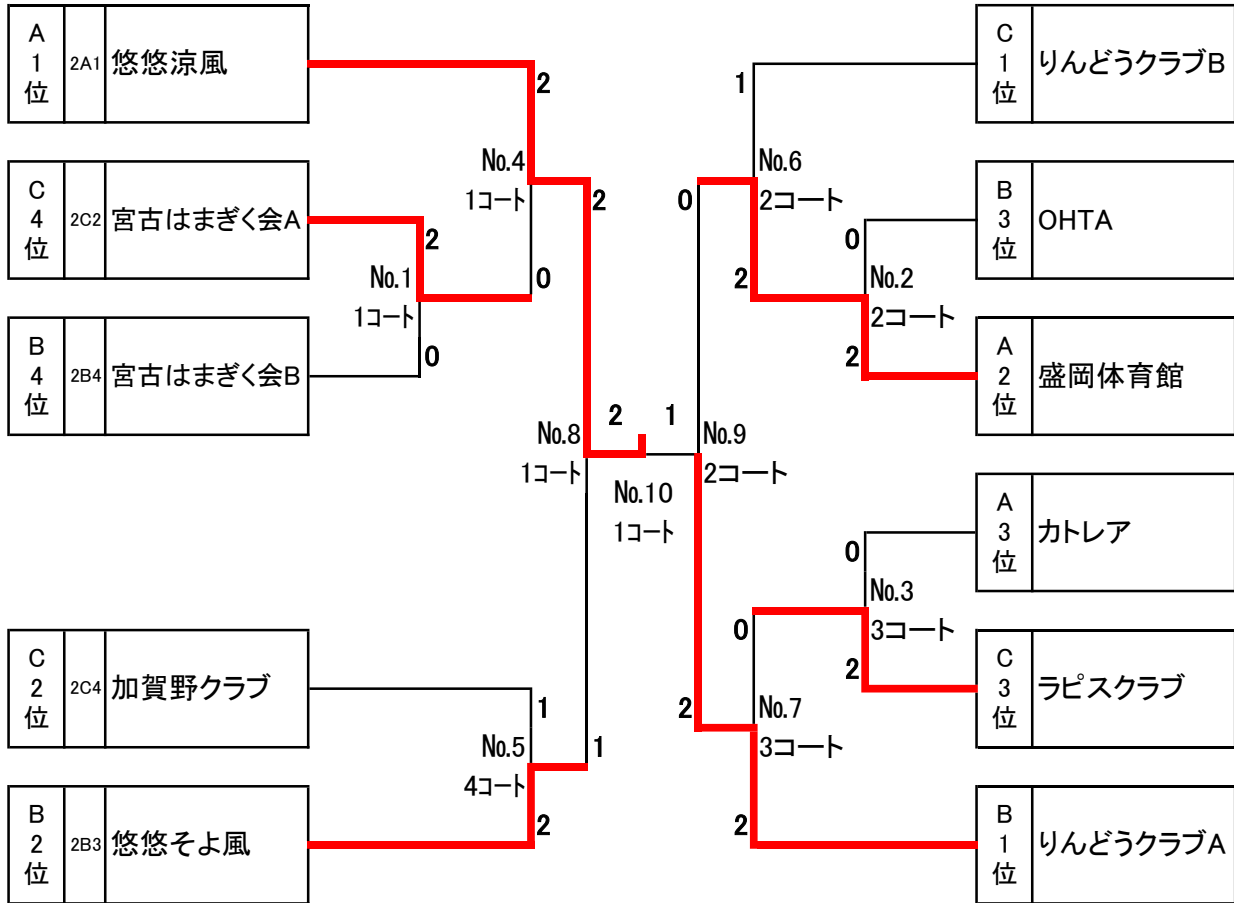 A
1
位
2A1
悠悠涼風
C
4
位
2C2
宮古はまぎく会A
B
4
位
2B4
宮古はまぎく会B
C
2
位
2C4
加賀野クラブ
B
2
位
2B3
悠悠そよ風
2
No.4
1コート
2
2
No.1
1コート
0
0
No.8
1コート
2
1
No.10
1コート
1
No.5
4コート
1
2
1
No.6
2コート
0
0
2
No.2
2コート
2
No.9
2コート
0
No.3
3コート
0
2
2
No.7
3コート
2
C
1
位
りんどうクラブB
B
3
位
OHTA
A
2
位
盛岡体育館
A
3
位
カトレア
C
3
位
ラピスクラブ
B
1
位
りんどうクラブA